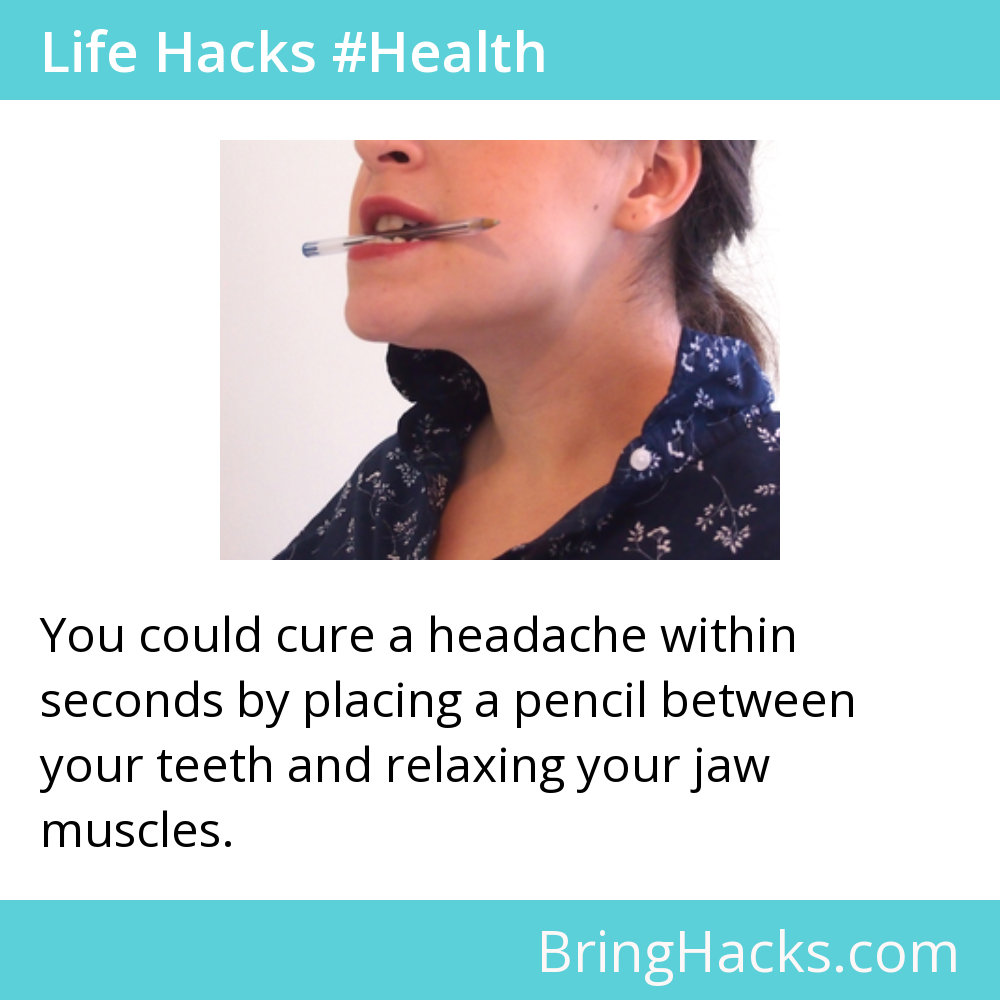 Life Hacks #Health
You could cure a headache within
seconds by placing a pencil between
your teeth and relaxing your jaw
muscles.
BringHacks.com